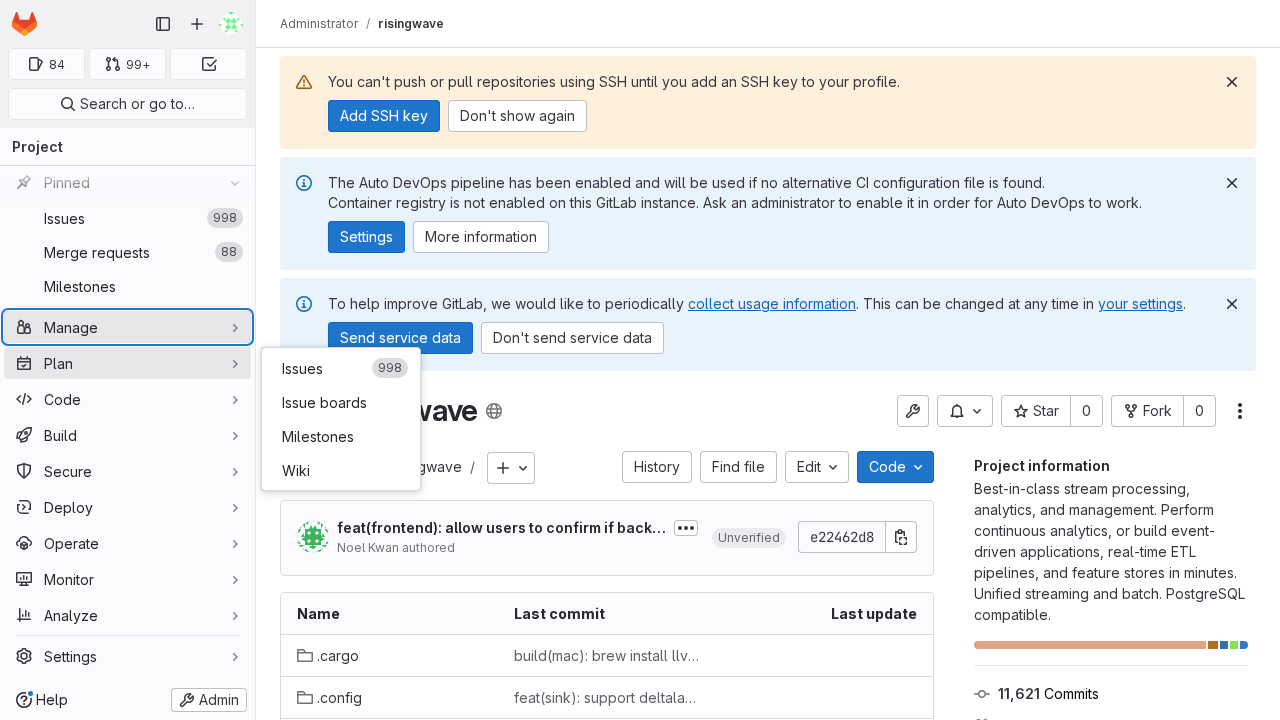 Administrator / risingwave
84
99+
Search or go to…
Project
Pinned
Issues 998
Merge requests 88
Milestones
Manage
Plan
Code
Build
Secure
Deploy
Operate
Monitor
Analyze
Settings
Help
Admin
You can't push or pull repositories using SSH until you add an SSH key to your profile.
Add SSH key Don't show again
The Auto DevOps pipeline has been enabled and will be used if no alternative CI configuration file is found.
Container registry is not enabled on this GitLab instance. Ask an administrator to enable it in order for Auto DevOps to work.
Settings More information
To help improve GitLab, we would like to periodically collect usage information. This can be changed at any time in your settings.
Send service data Don't send service data
Issues 998
Issue boards
Milestones
Wiki
Star 0 Fork 0
/ History Find file Edit Code
feat(frontend): allow users to confirm if back…
Noel Kwan authored
Unverified e22462d8
Name Last commit Last update
.cargo build(mac): brew install llv…
.config feat(sink): support deltala…
Project information
Best-in-class stream processing,
analytics, and management. Perform
continuous analytics, or build event-
driven applications, real-time ETL
pipelines, and feature stores in minutes.
Unified streaming and batch. PostgreSQL
compatible.
11,621 Commits